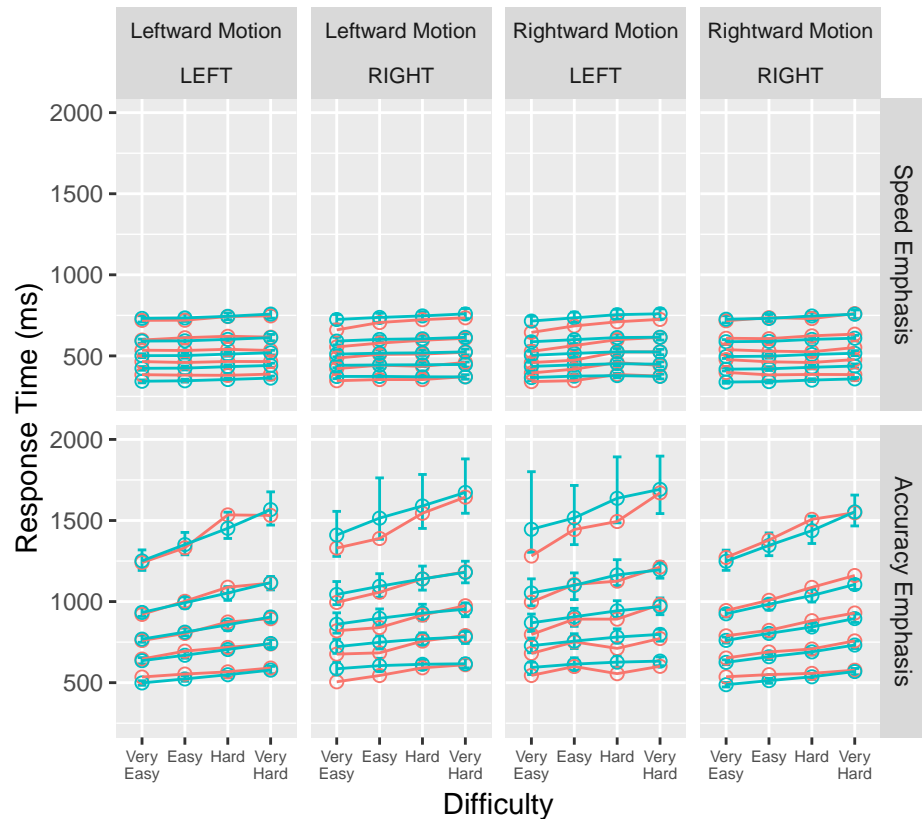 Leftward Motion
LEFT
Leftward Motion
RIGHT
Rightward Motion
LEFT
Rightward Motion
RIGHT
Response Time (ms)
2000
1500
1000
500
Speed Emphasis
2000
1500
1000
500
Accuracy Emphasis
Very
Easy
Easy
Hard
Very
Hard
Very
Easy
Easy
Hard
Very
Hard
Very
Easy
Easy
Hard
Very
Hard
Very
Easy
Easy
Hard
Very
Hard
Difficulty